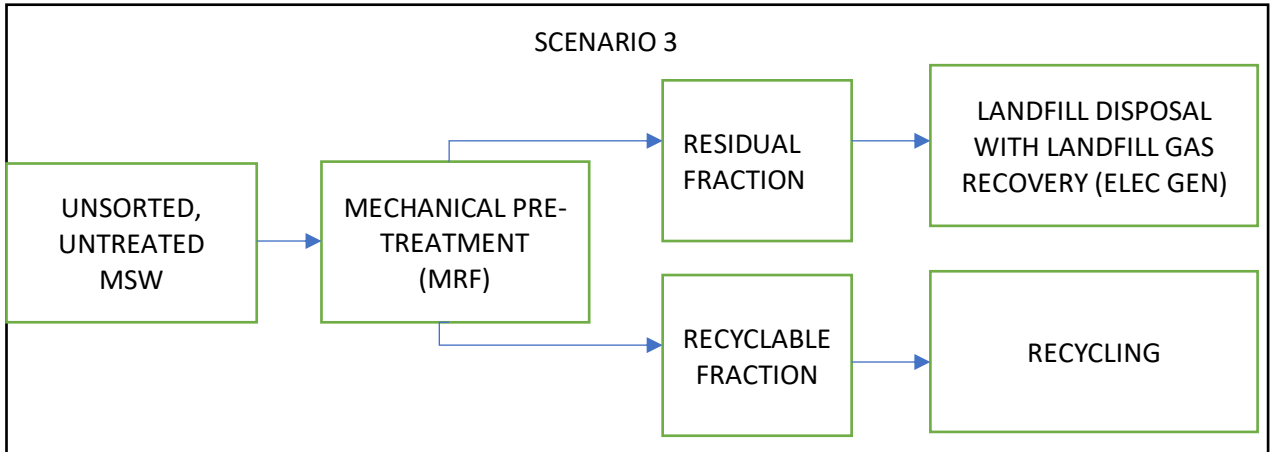 SCENARIO 3
UNSORTED,
UNTREATED
MSW
MECHANICAL PRE-
TREATMENT
(MRF)
RESIDUAL
FRACTION
LANDFILL DISPOSAL
WITH LANDFILL GAS
RECOVERY (ELEC GEN)
RECYCLABLE
FRACTION
RECYCLING